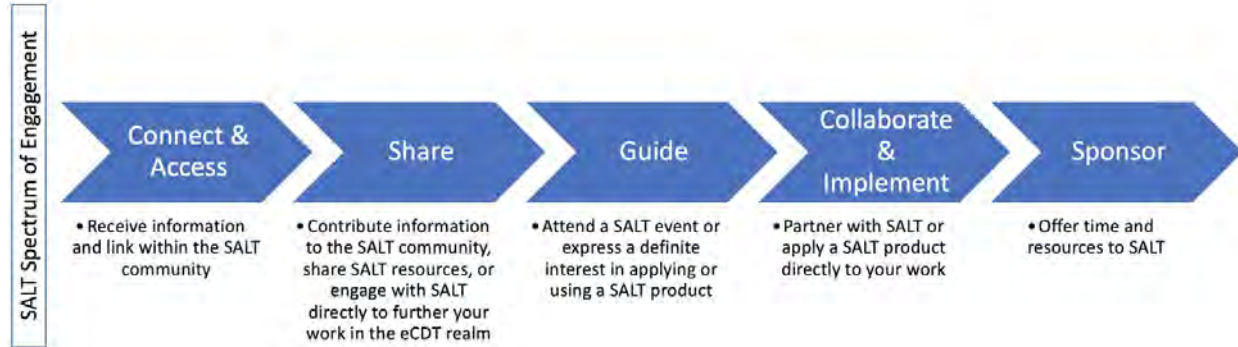 SALT Spectrum of Engagement
Connect &
Access
• Receive information
and link within the SALT
community
Share
• Contribute information
to the SALT community,
share SALT resources, or
engage with SALT
directly to further your
work in the eCDT realm
Guide
• Attend a SALT event or
express a definite
interest in applying or
using a SALT product
Collaborate
&
Implement
• Partner with SALT or
apply a SALT product
directly to your work
Sponsor
• Offer time and
resources to SALT